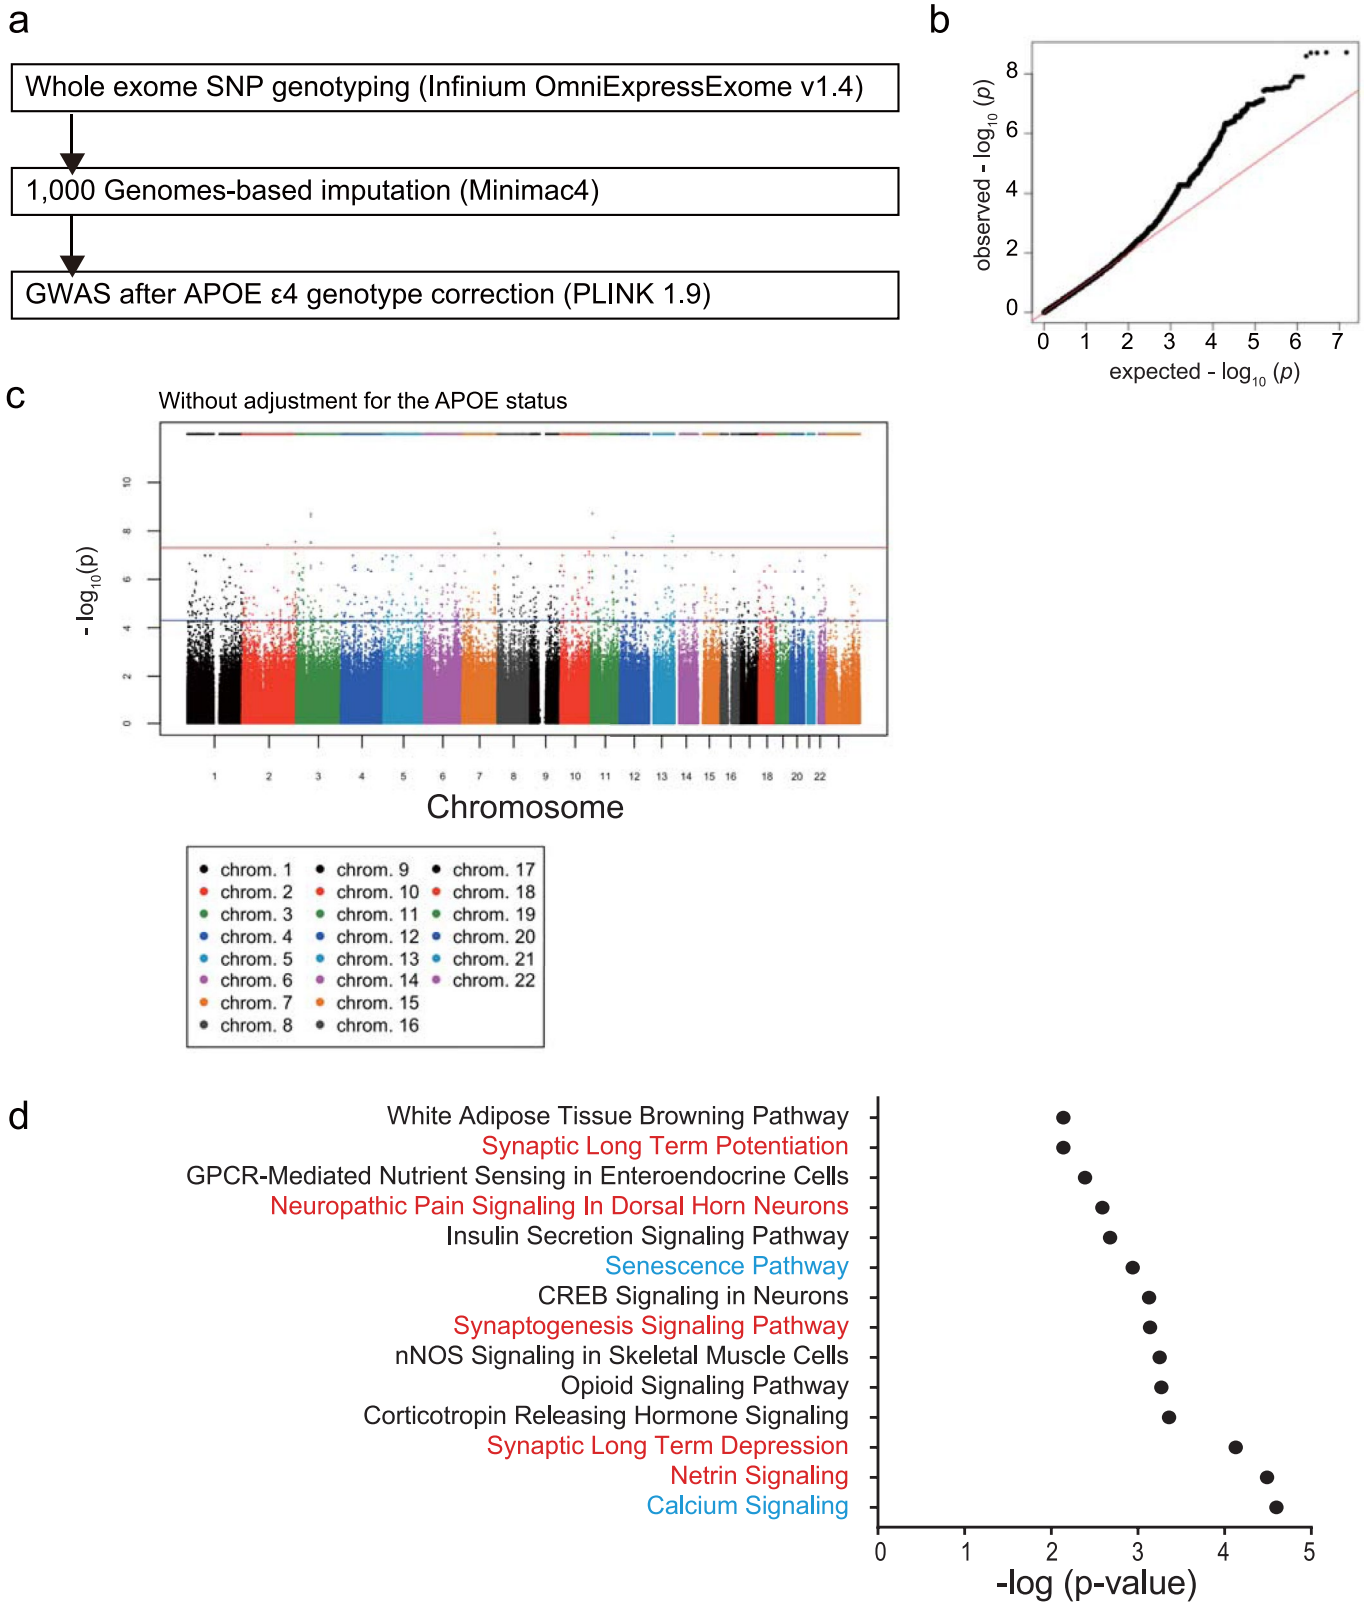 a
Whole exome SNP genotyping (Infinium OmniExpressExome v1.4)
1,000 Genomes-based imputation (Minimac4)
GWAS after APOE ε4 genotype correction (PLINK 1.9)
b
observed - log10 (p)
8
6
4
2
0
0 1 2 3 4 5 6 7
expected - log10 (p)
c
Without adjustment for the APOE status
- log10(p)
10
8
6
4
2
0
1 2 3 4 5 6 7 8 9 10 11 12 13 14 15 16 18 20 22
Chromosome
chrom. 1 chrom. 9 chrom. 17
chrom. 2 chrom. 10 chrom. 18
chrom. 3 chrom. 11 chrom. 19
chrom. 4 chrom. 12 chrom. 20
chrom. 5 chrom. 13 chrom. 21
chrom. 6 chrom. 14 chrom. 22
chrom. 7 chrom. 15
chrom. 8 chrom. 16
d
White Adipose Tissue Browning Pathway
Synaptic Long Term Potentiation
GPCR-Mediated Nutrient Sensing in Enteroendocrine Cells
Neuropathic Pain Signaling In Dorsal Horn Neurons
Insulin Secretion Signaling Pathway
Senescence Pathway
CREB Signaling in Neurons
Synaptogenesis Signaling Pathway
nNOS Signaling in Skeletal Muscle Cells
Opioid Signaling Pathway
Corticotropin Releasing Hormone Signaling
Synaptic Long Term Depression
Netrin Signaling
Calcium Signaling
0 1 2 3 4 5
-log (p-value)